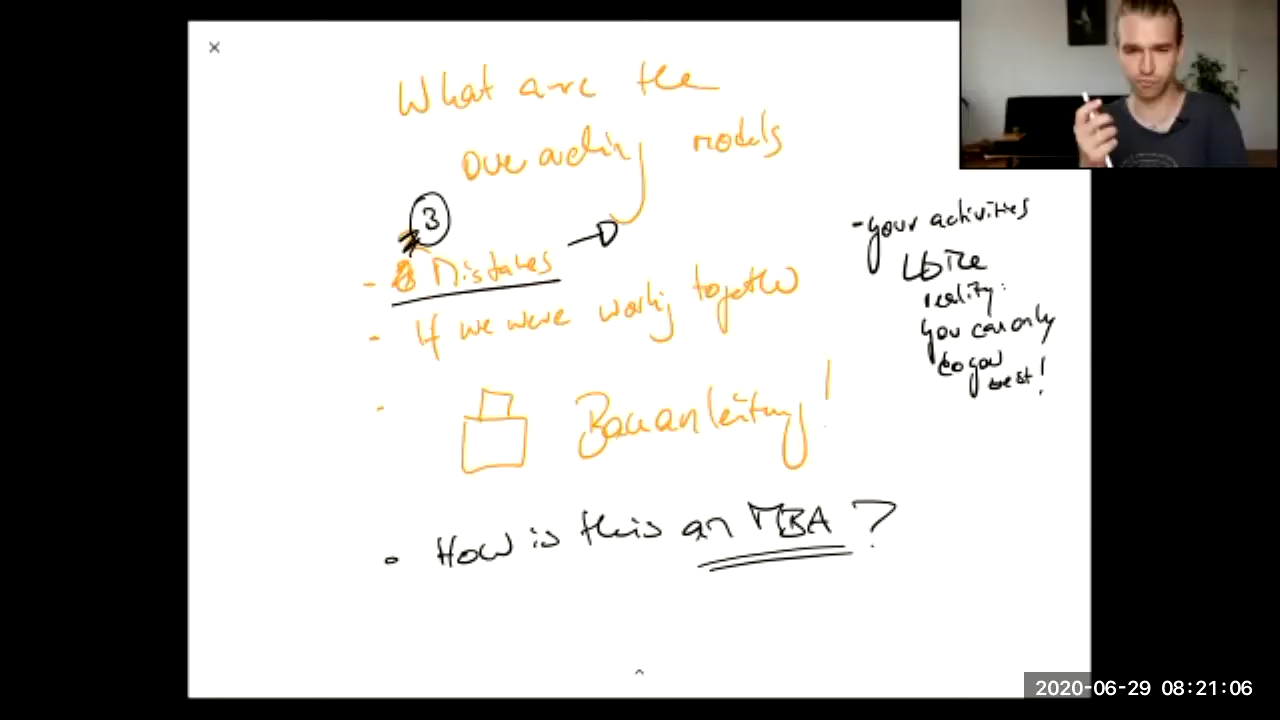 What are the
overarching models
3
- Mistakes
- If we were working together
- Bauanleitung!
• How is this an MBA?
- your activities
reality:
you can only
do your
best!
2020-06-29 08:21:06